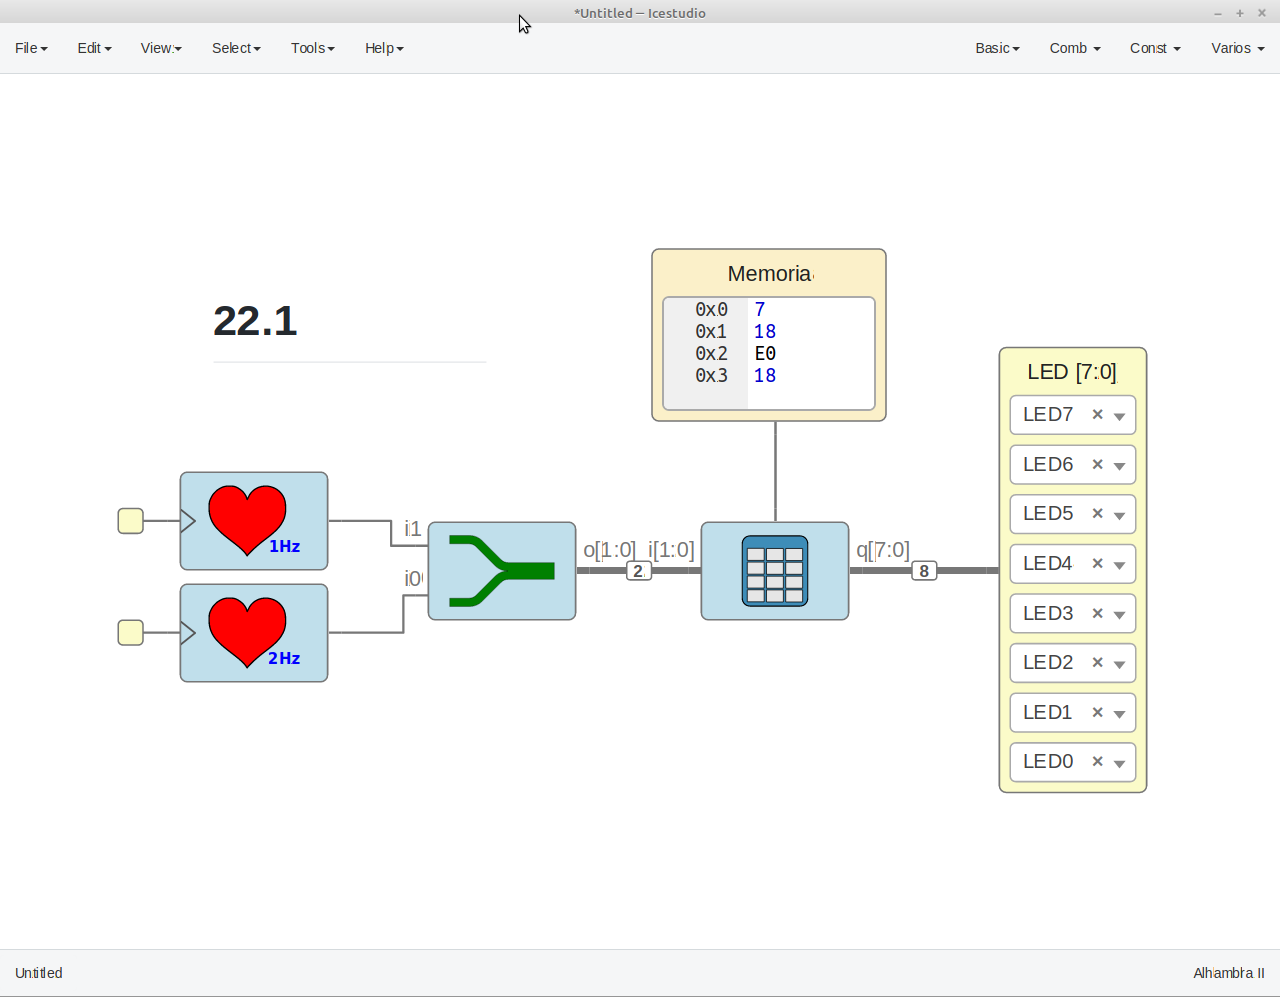 *Untitled – Icestudio
File Edit View Select Tools Help Basic Comb Const Varios
22.1
Memoria
0x0 7
0x1 18
0x2 E0
0x3 18
LED [7:0]
LED7
LED6
LED5
LED4
LED3
LED2
LED1
LED0
1Hz
2Hz
i1
i0
o[1:0] i[1:0]
2
q[7:0]
8
Untitled
Alhambra II